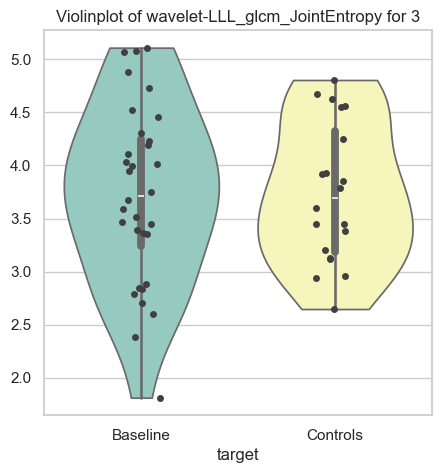 Violinplot of wavelet-LLL_glcm_JointEntropy for 3
5.0
4.5
4.0
3.5
3.0
2.5
2.0
Baseline Controls
target